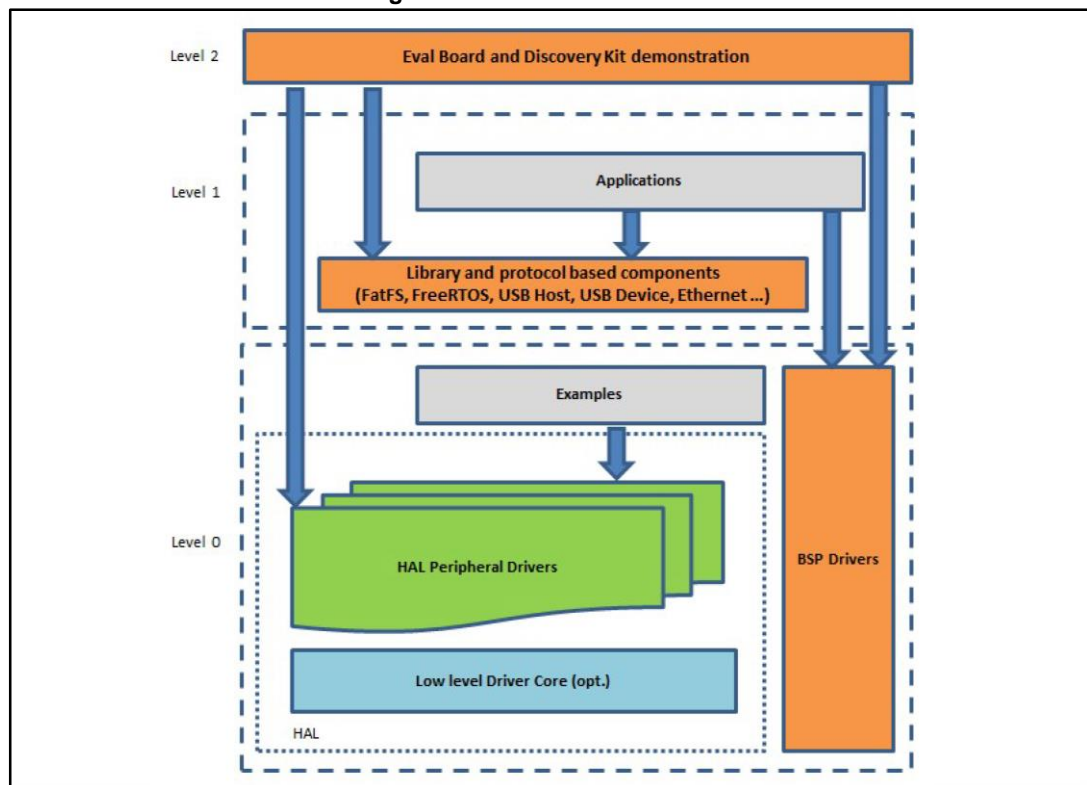 Level 2
Eval Board and Discovery Kit demonstration
Level 1
Applications
Library and protocol based components
(FatFS, FreeRTOS, USB Host, USB Device, Ethernet ...)
Examples
Level 0
HAL Peripheral Drivers
BSP Drivers
Low level Driver Core (opt.)
HAL